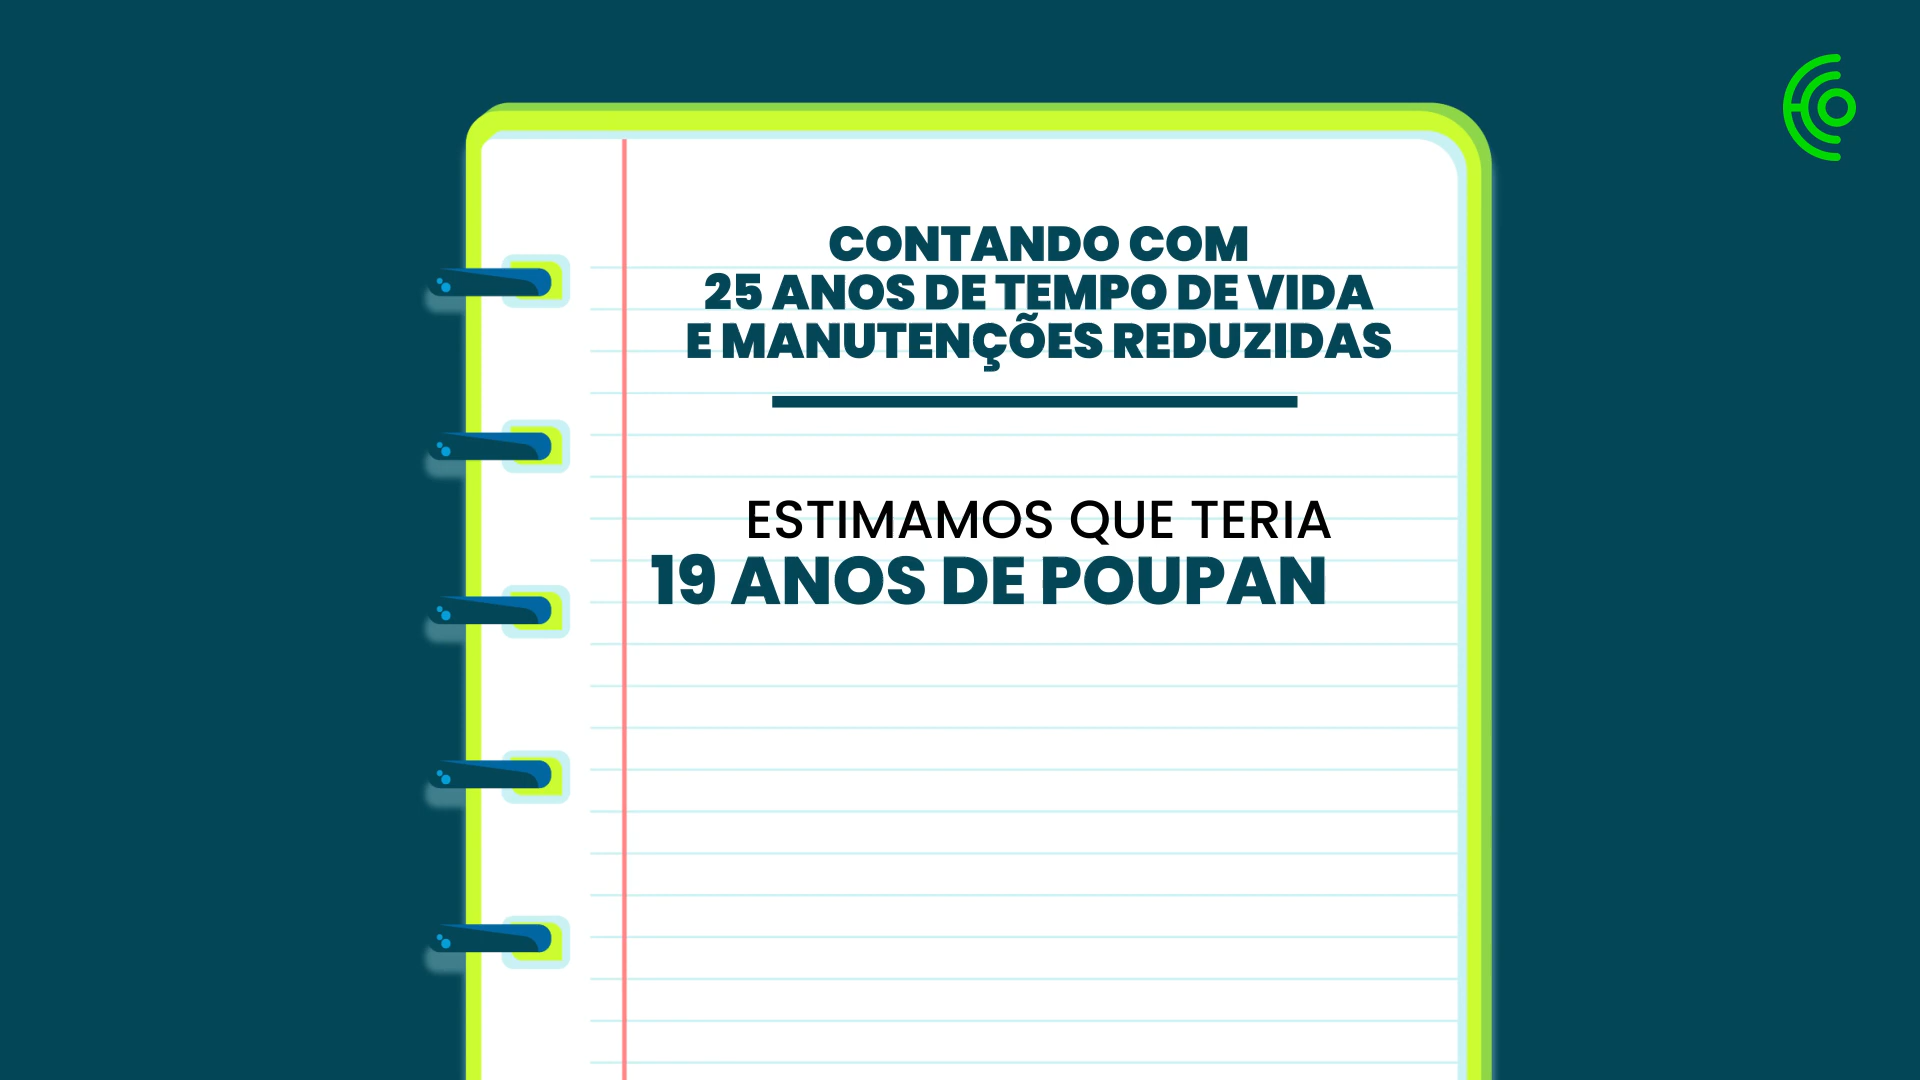 CONTANDO COM
25 ANOS DE TEMPO DE VIDA
E MANUTENÇÕES REDUZIDAS
ESTIMAMOS QUE TERIA
19 ANOS DE POUPAN